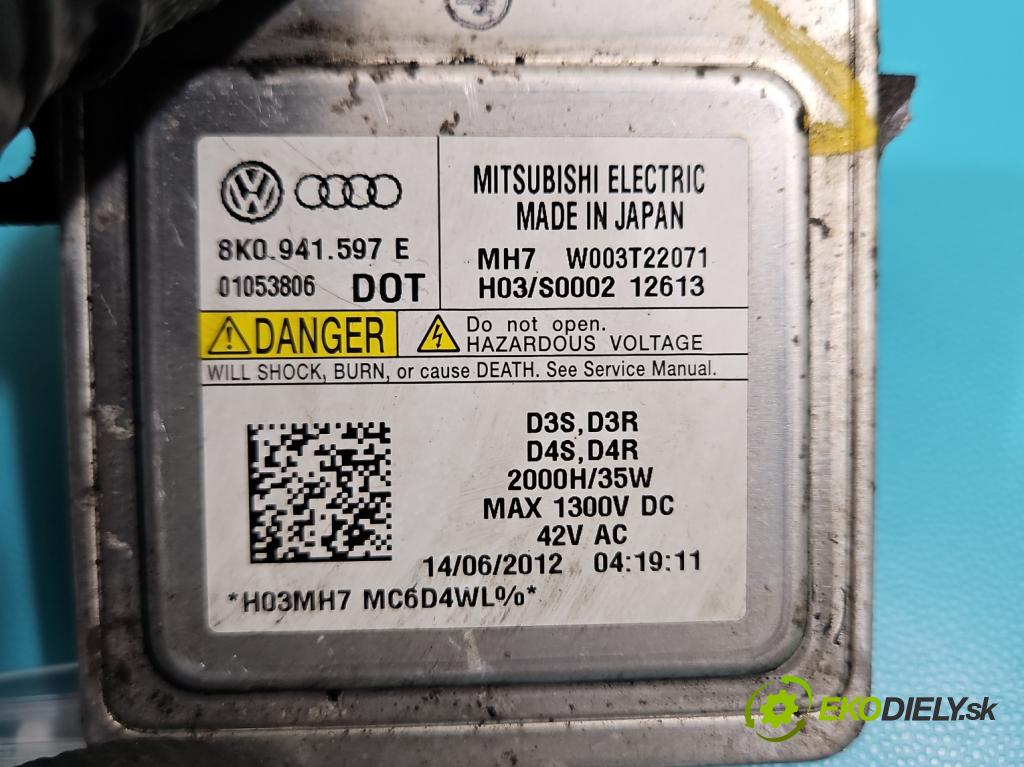 8K0.941.597 E
01053806 DOT
MITSUBISHI ELECTRIC
MADE IN JAPAN
MH7 W003T22071
H03/S0002 12613
DANGER
Do not open.
HAZARDOUS VOLTAGE
WILL SHOCK, BURN, or cause DEATH. See Service Manual.
D3S,D3R
D4S,D4R
2000H/35W
MAX 1300V DC
42V AC
14/06/2012 04:19:11
*H03MH7 MC6D4WL%*
EKODIELY.sk